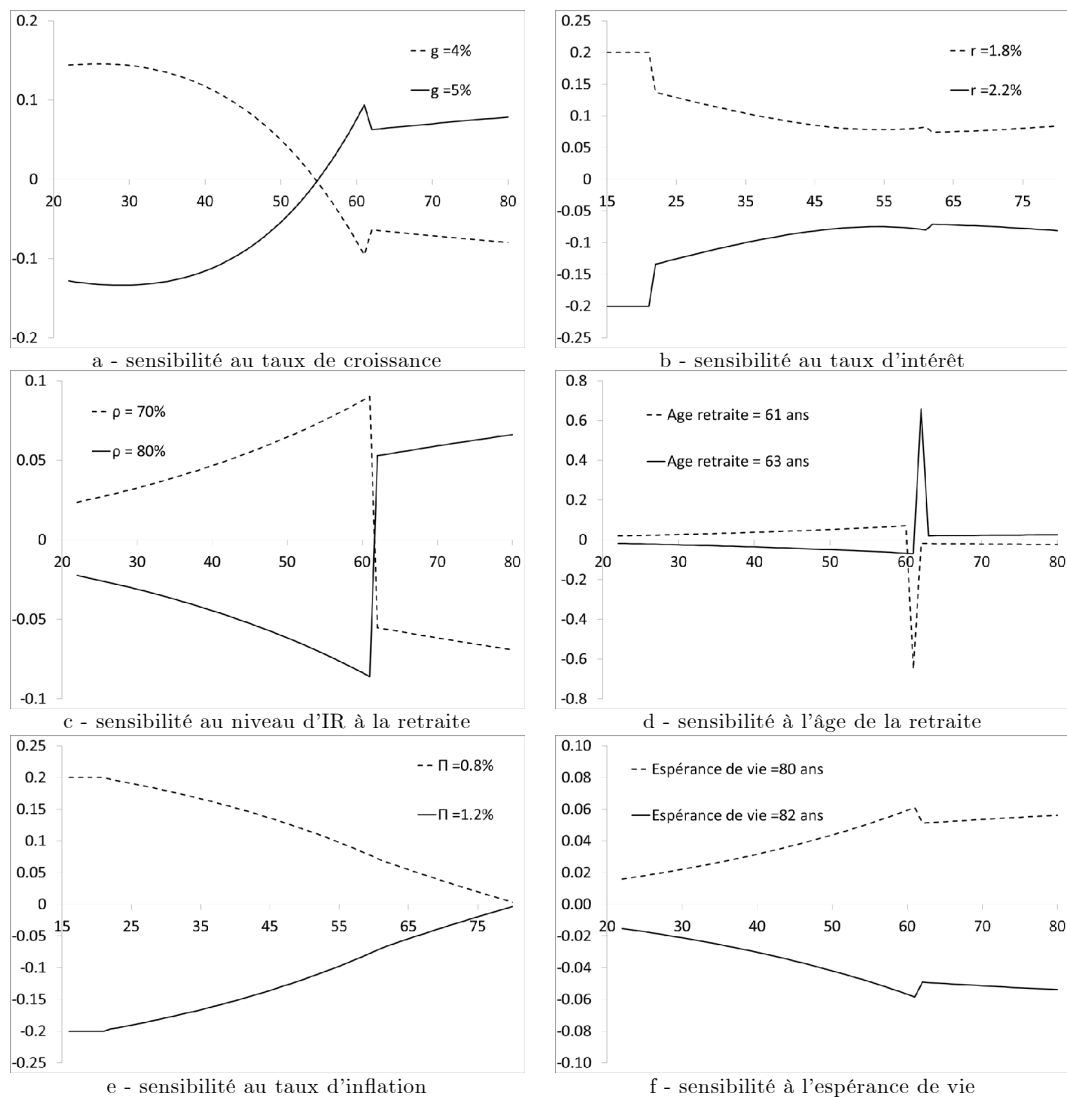 0.2
0.1
0
-0.1
-0.2
20 30 40 50 60 70 80
g =4%
g =5%
a - sensibilité au taux de croissance
0.25
0.2
0.15
0.1
0.05
0
-0.05
-0.1
-0.15
-0.2
-0.25
15 25 35 45 55 65 75
r =1.8%
r =2.2%
b - sensibilité au taux d'intérêt
0.1
0.05
0
-0.05
-0.1
20 30 40 50 60 70 80
ρ = 70%
ρ = 80%
c - sensibilité au niveau d'IR à la retraite
0.8
0.6
0.4
0.2
0
-0.2
-0.4
-0.6
-0.8
20 30 40 50 60 70 80
Age retraite = 61 ans
Age retraite = 63 ans
d - sensibilité à l'âge de la retraite
0.25
0.2
0.15
0.1
0.05
0
-0.05
-0.1
-0.15
-0.2
-0.25
15 25 35 45 55 65 75
Π =0.8%
Π =1.2%
e - sensibilité au taux d'inflation
0.10
0.08
0.06
0.04
0.02
0.00
-0.02
-0.04
-0.06
-0.08
-0.10
20 30 40 50 60 70 80
Espérance de vie =80 ans
Espérance de vie =82 ans
f - sensibilité à l'espérance de vie